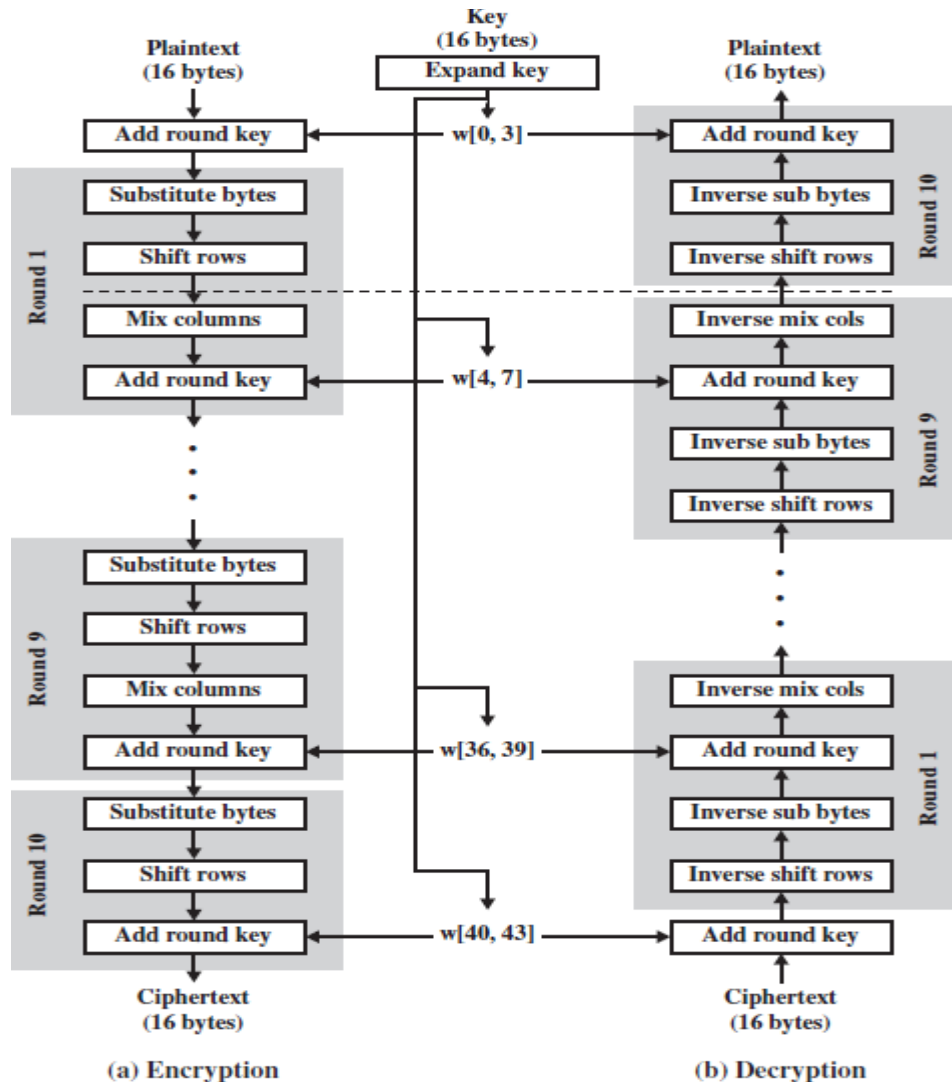 Key
(16 bytes)
Plaintext
(16 bytes)
Expand key
Plaintext
(16 bytes)
Add round key
w[0, 3]
Add round key
Round 1
Substitute bytes
Shift rows
Mix columns
Add round key
Inverse sub bytes
Inverse shift rows
Round 10
w[4, 7]
Inverse mix cols
Add round key
Inverse sub bytes
Inverse shift rows
Round 9
Round 9
Substitute bytes
Shift rows
Mix columns
Add round key
w[36, 39]
Inverse mix cols
Add round key
Inverse sub bytes
Inverse shift rows
Round 1
Round 10
Substitute bytes
Shift rows
Add round key
w[40, 43]
Add round key
Ciphertext
(16 bytes)
Ciphertext
(16 bytes)
(a) Encryption
(b) Decryption